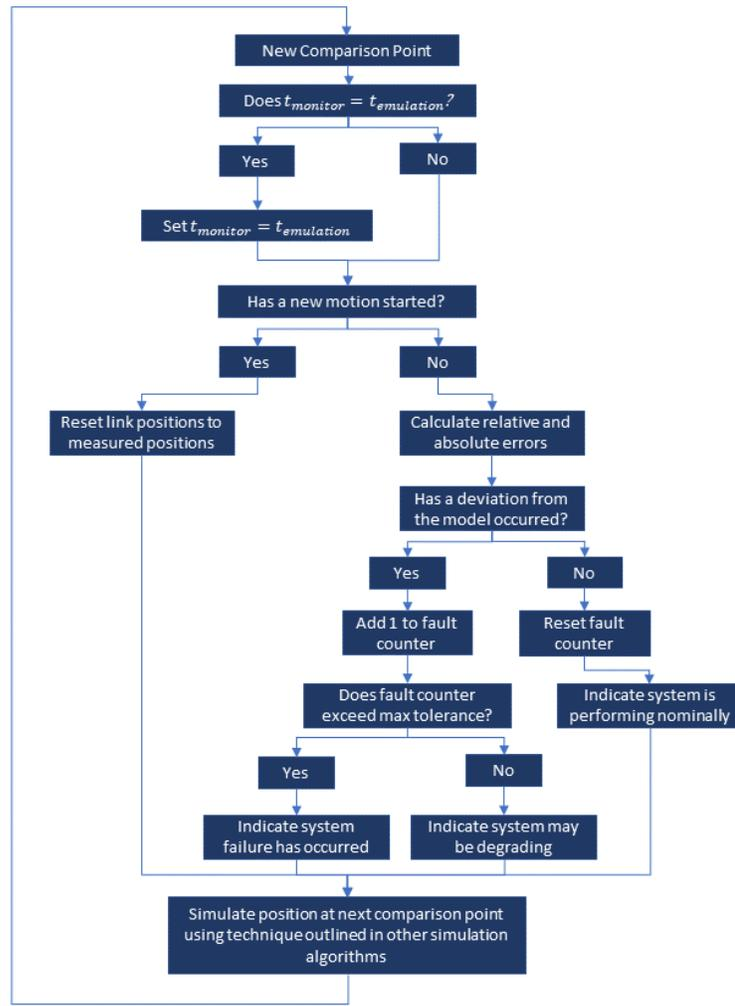 New Comparison Point
Does t_monitor = t_emulation?
Yes
No
Set t_monitor = t_emulation
Has a new motion started?
Yes
No
Reset link positions to
measured positions
Calculate relative and
absolute errors
Has a deviation from
the model occurred?
Yes
No
Add 1 to fault
counter
Reset fault
counter
Does fault counter
exceed max tolerance?
Indicate system is
performing nominally
Yes
No
Indicate system
failure has occurred
Indicate system may
be degrading
Simulate position at next comparison point
using technique outlined in other simulation
algorithms